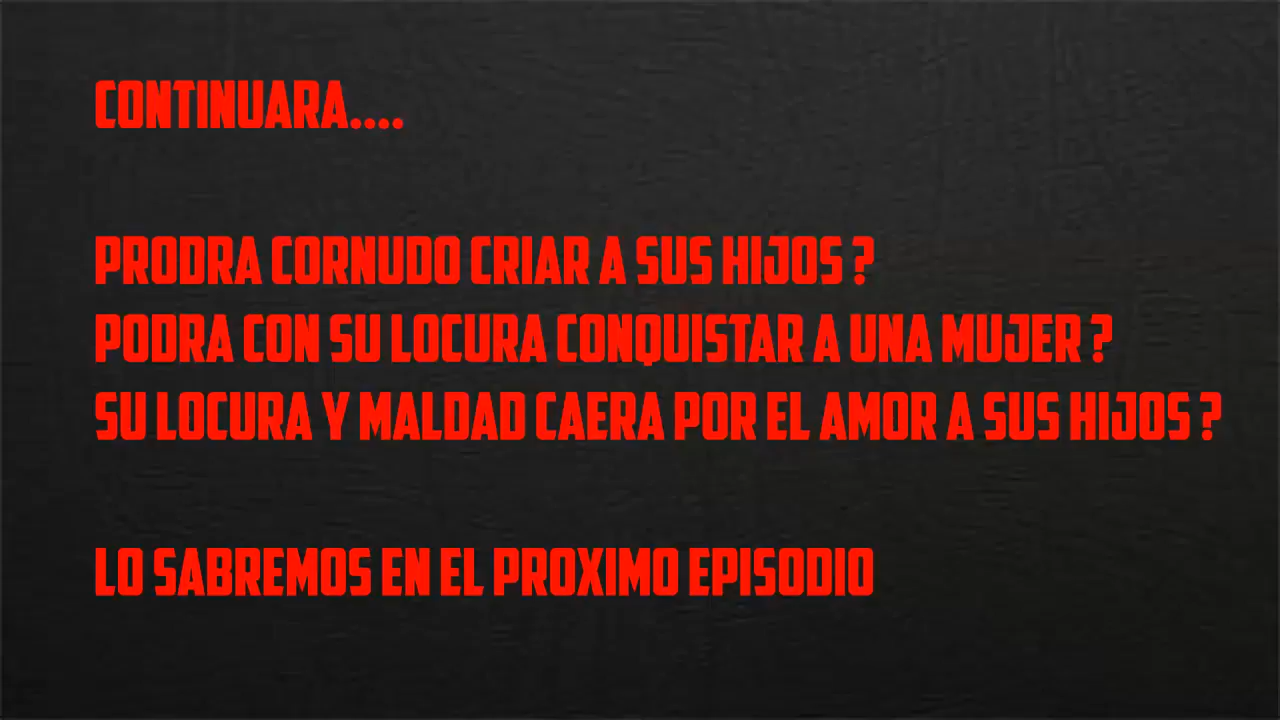 CONTINUARA....
PRODRA CORNUDO CRIAR A SUS HIJOS ?
PODRA CON SU LOCURA CONQUISTAR A UNA MUJER ?
SU LOCURA Y MALDAD CAERA POR EL AMOR A SUS HIJOS ?
LO SABREMOS EN EL PROXIMO EPISODIO